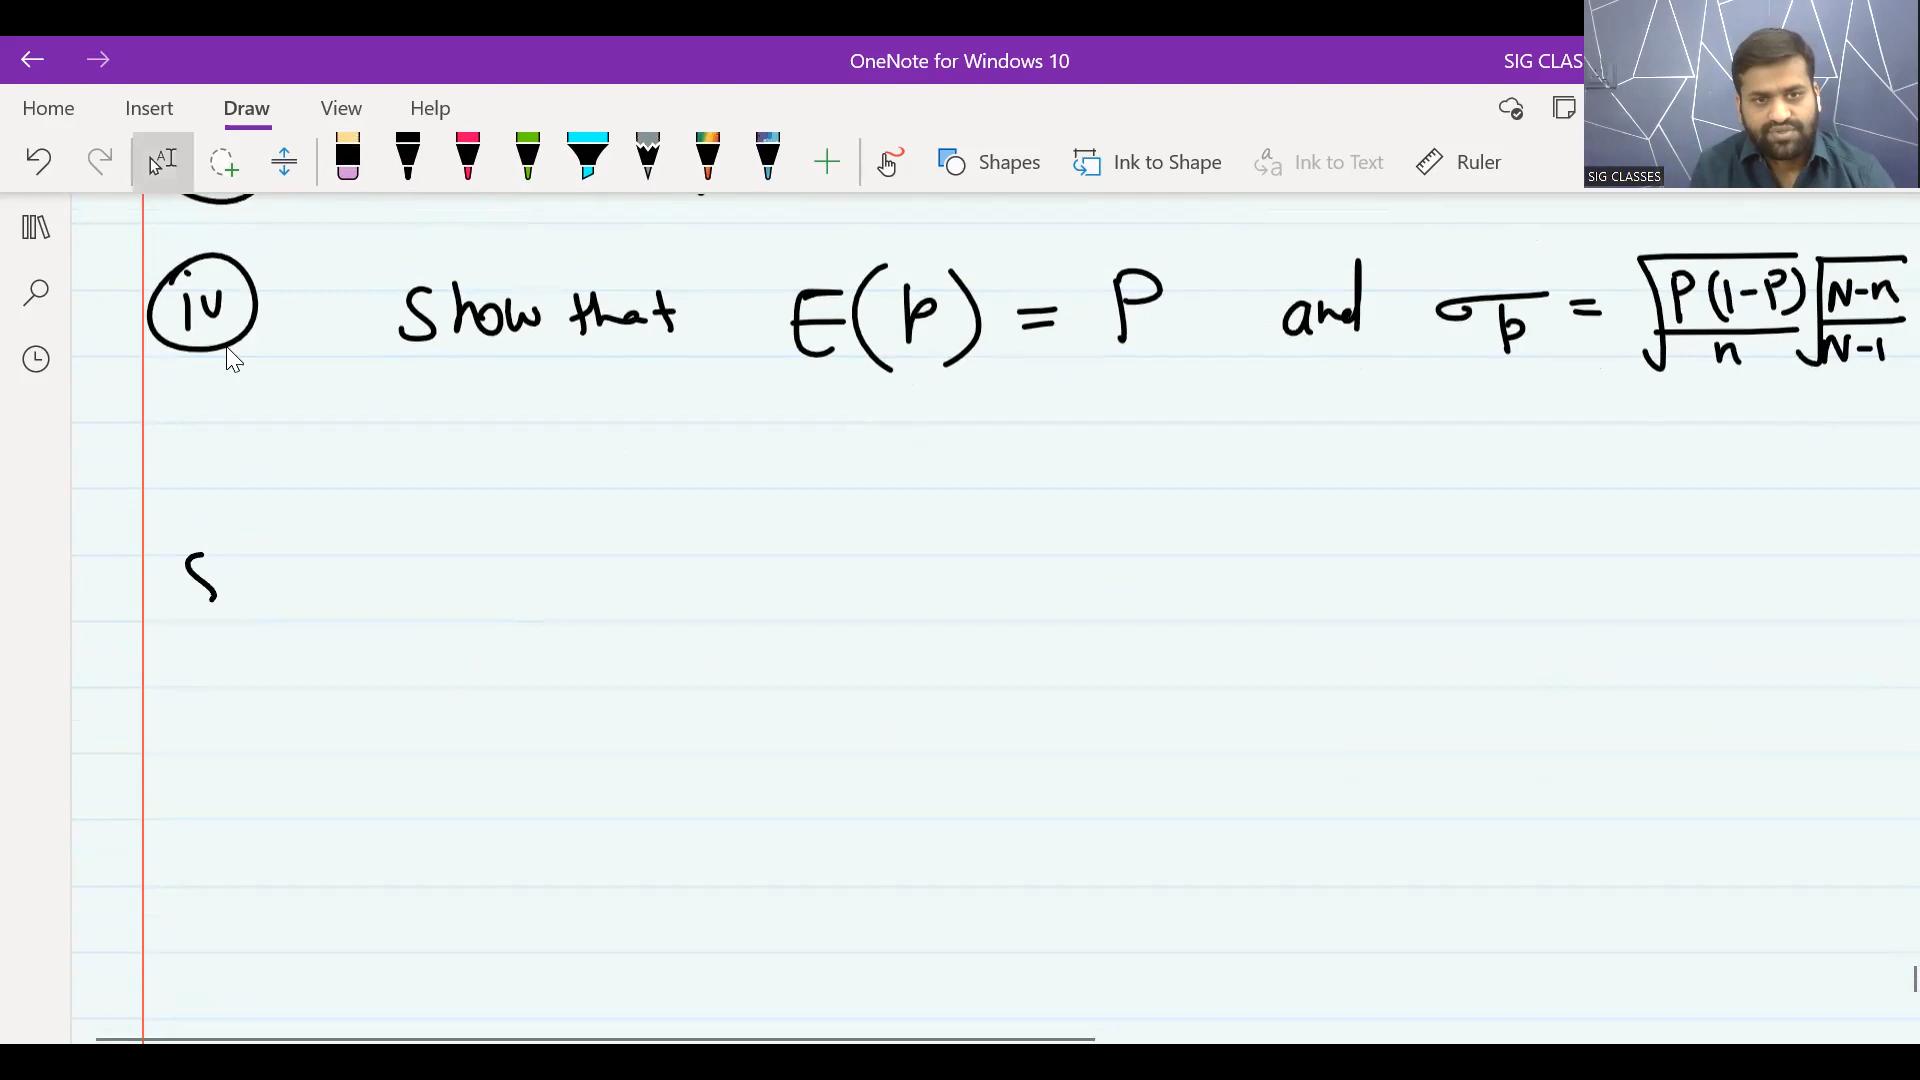 OneNote for Windows 10
SIG CLAS
Home Insert Draw View Help
Shapes Ink to Shape Ink to Text Ruler
SIG CLASSES
iv Show that E(p) = P and σp = √(P(1-P)/n) √(N-n/N-1)
S